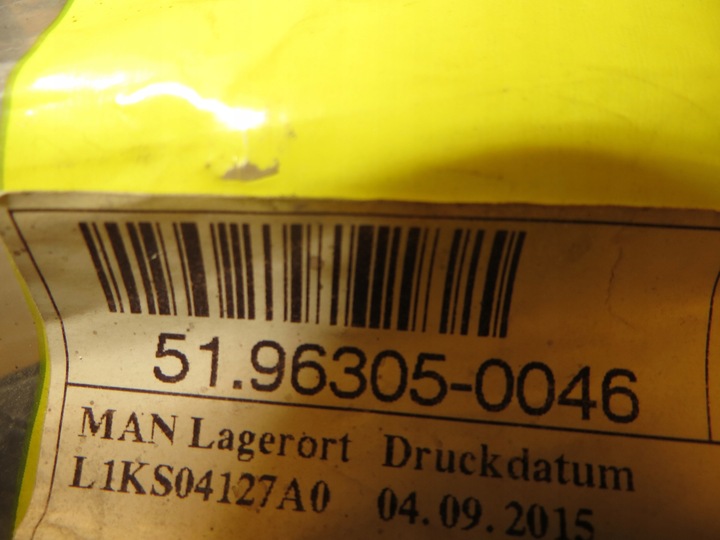 51.96305-0046
MAN Lagerort Druckdatum
L1KS04127A0 04.09.2015